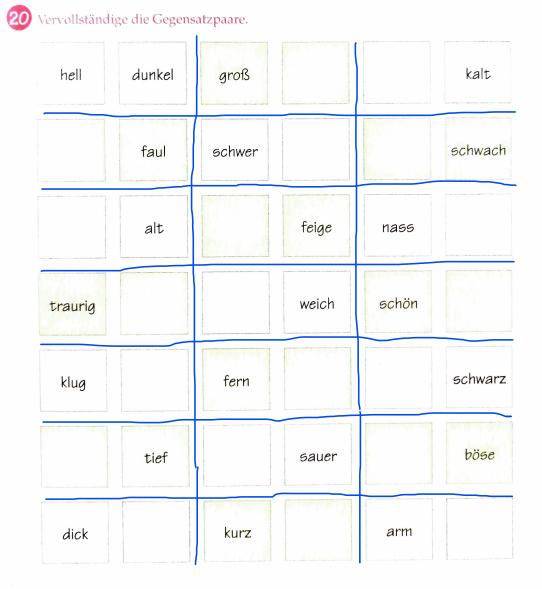 20 Vervollständige die Gegensatzpaare.
hell dunkel groß kalt
faul schwer schwach
alt feige nass
traurig weich schön
klug fern schwarz
tief sauer böse
dick kurz arm